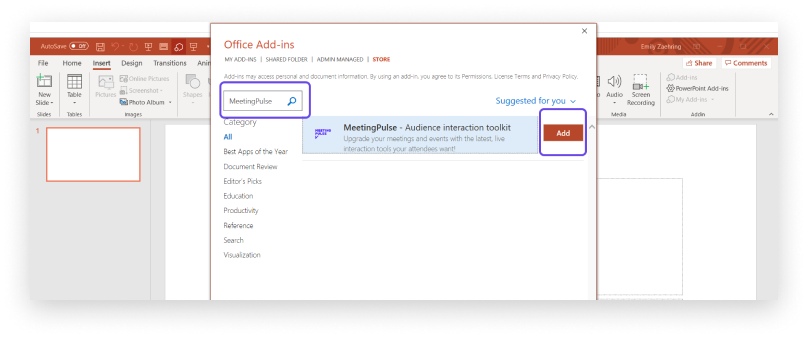 AutoSave Off
Emily Zaehring
File Home Insert Design Transitions Ani
Share Comments
New Slide
Table
Pictures
Online Pictures
Screenshot
Photo Album
Shapes
Slides Tables Images
1
Office Add-ins
MY ADD-INS | SHARED FOLDER | ADMIN MANAGED | STORE
Add-ins may access personal and document information. By using an add-in, you agree to its Permissions, License Terms and Privacy Policy.
MeetingPulse
Suggested for you
Category
All
Best Apps of the Year
Document Review
Editor's Picks
Education
Productivity
Reference
Search
Visualization
MEETING PULSE
MeetingPulse - Audience interaction toolkit
Upgrade your meetings and events with the latest, live
interaction tools your attendees want!
Add
Audio
Screen Recording
Add-ins
PowerPoint Add-ins
My Add-ins
Media Addin